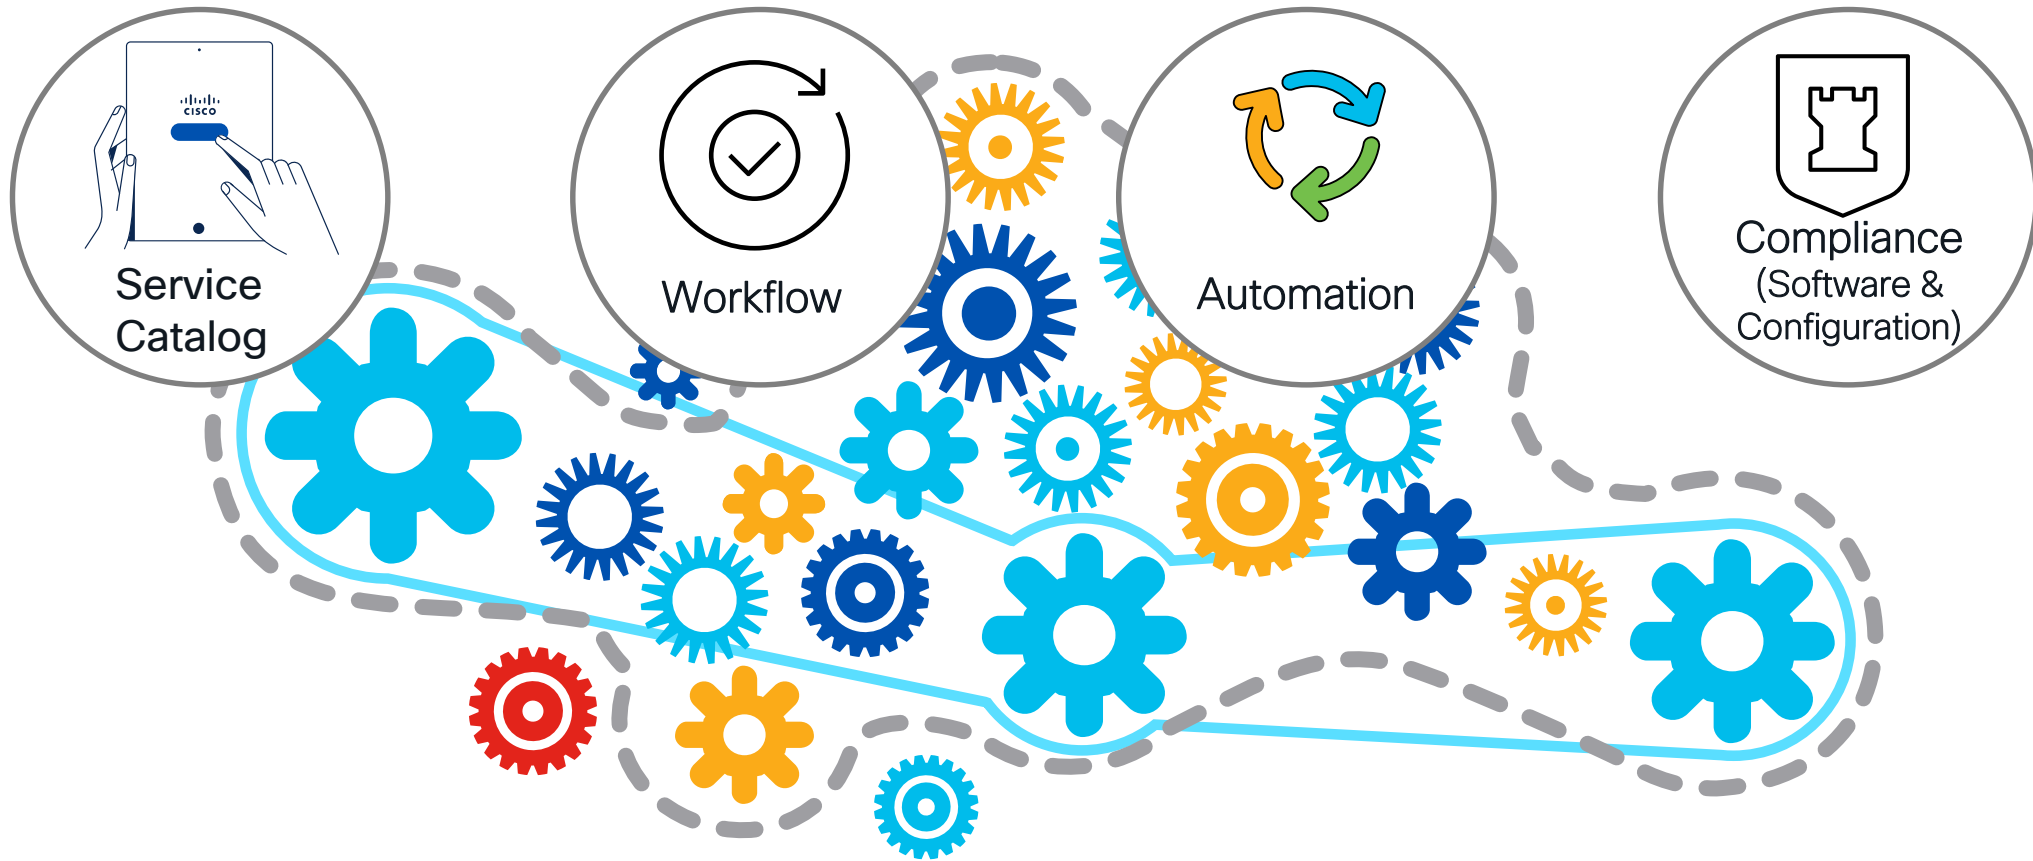 CISCO
Service
Catalog
Workflow
Automation
Compliance
(Software &
Configuration)